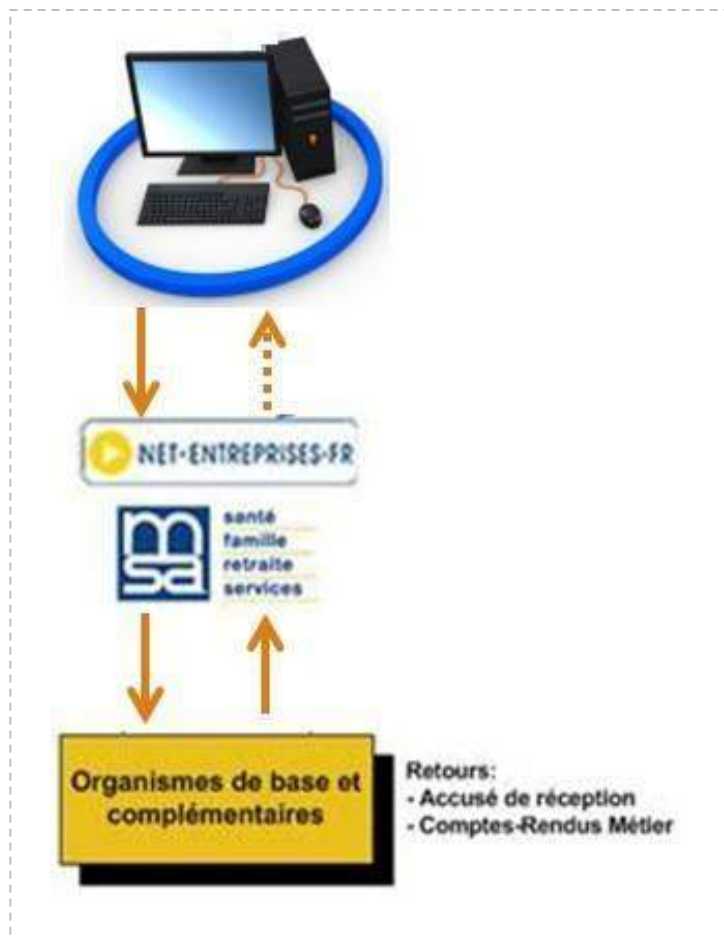 NET-ENTREPRISES-FR
msa
santé
famille
retraite
services
Organismes de base et
complémentaires
Retours:
- Accusé de réception
- Comptes-Rendus Métier